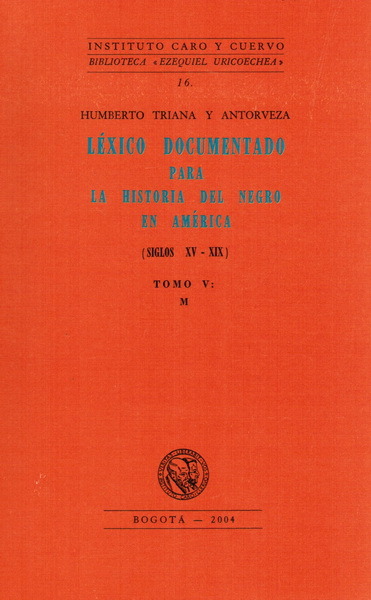 INSTITUTO CARO Y CUERVO
BIBLIOTECA «EZEQUIEL URICOECHEA»
16.
HUMBERTO TRIANA Y ANTORVEZA
LÉXICO DOCUMENTADO
PARA
LA HISTORIA DEL NEGRO
EN AMÉRICA
(SIGLOS XV - XIX)
TOMO V:
M
BOGOTÁ — 2004